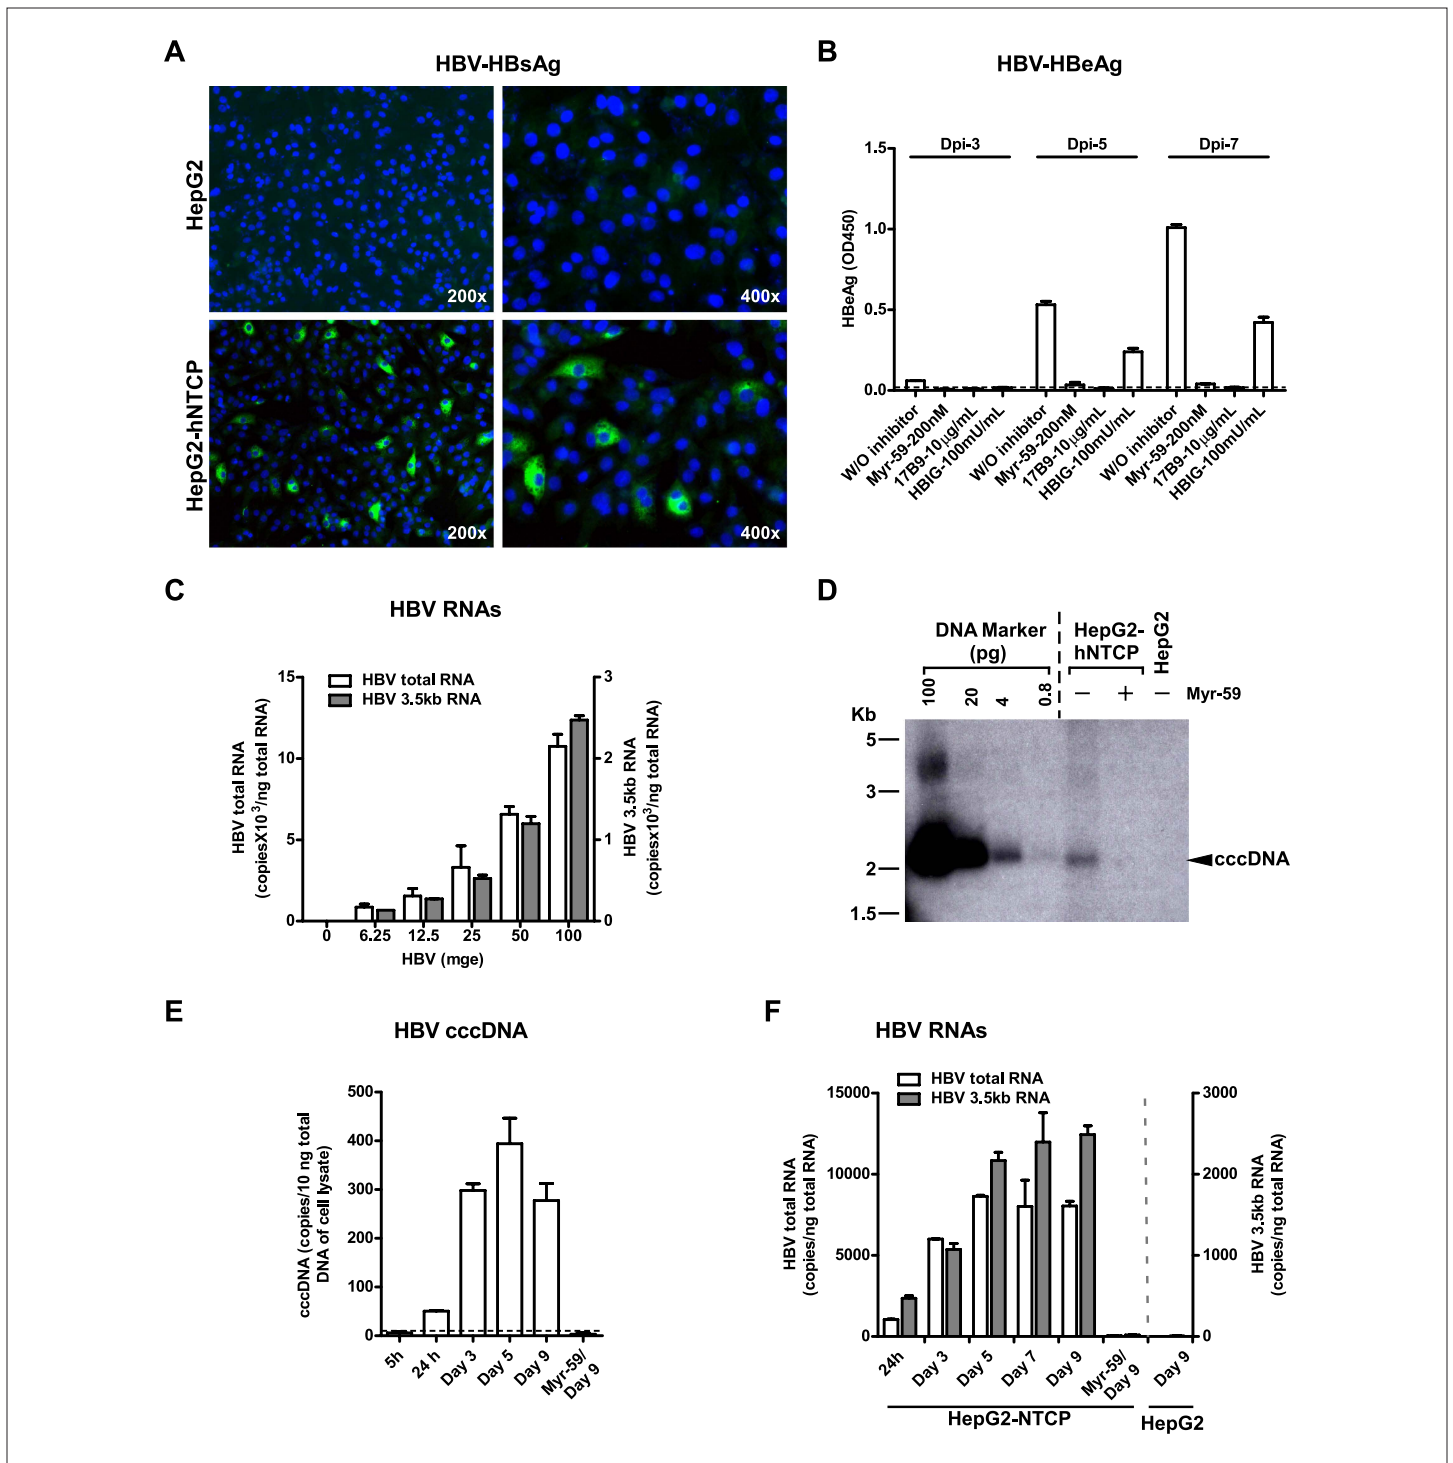 A
HBV-HBsAg
HepG2
200x
400x
HepG2-hNTCP
200x
400x
B
HBV-HBeAg
Dpi-3
Dpi-5
Dpi-7
HBeAg (OD450)
1.5
1.0
0.5
0.0
W/O inhibitor
Myr-59-200nM
17B9-10µg/mL
HBIG-100mU/mL
W/O inhibitor
Myr-59-200nM
17B9-10µg/mL
HBIG-100mU/mL
W/O inhibitor
Myr-59-200nM
17B9-10µg/mL
HBIG-100mU/mL
C
HBV RNAs
HBV total RNA
HBV 3.5kb RNA
HBV total RNA
(copiesX10³/ng total RNA)
15
10
5
0
3
2
1
0
HBV 3.5kb RNA
(copiesx10³/ng total RNA)
0 6.25 12.5 25 50 100
HBV (mge)
D
DNA Marker
(pg)
HepG2-
hNTCP
HepG2
100 20 4 0.8 – + – Myr-59
Kb
5
3
2
1.5
cccDNA
E
HBV cccDNA
cccDNA (copies/10 ng total
DNA of cell lysate)
500
400
300
200
100
0
5h
24 h
Day 3
Day 5
Day 9
Myr-59/
Day 9
F
HBV RNAs
HBV total RNA
HBV 3.5kb RNA
HBV total RNA
(copies/ng total RNA)
15000
10000
5000
0
3000
2000
1000
0
HBV 3.5kb RNA
(copies/ng total RNA)
24h
Day 3
Day 5
Day 7
Day 9
Myr-59/
Day 9
Day 9
HepG2-NTCP
HepG2